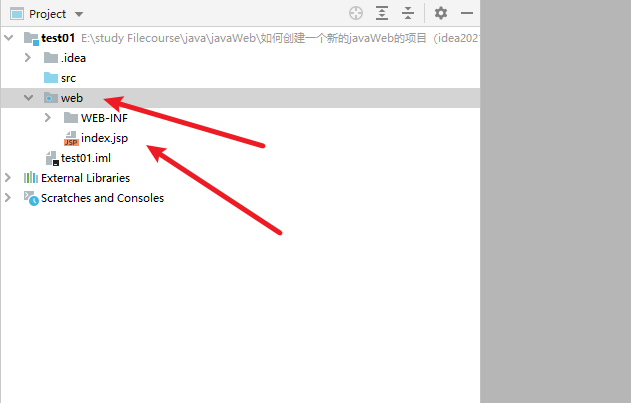 Project
test01 E:\study Filecourse\java\javaWeb\如何创建一个新的javaWeb的项目（idea202
.idea
src
web
WEB-INF
JSP index.jsp
test01.iml
External Libraries
Scratches and Consoles